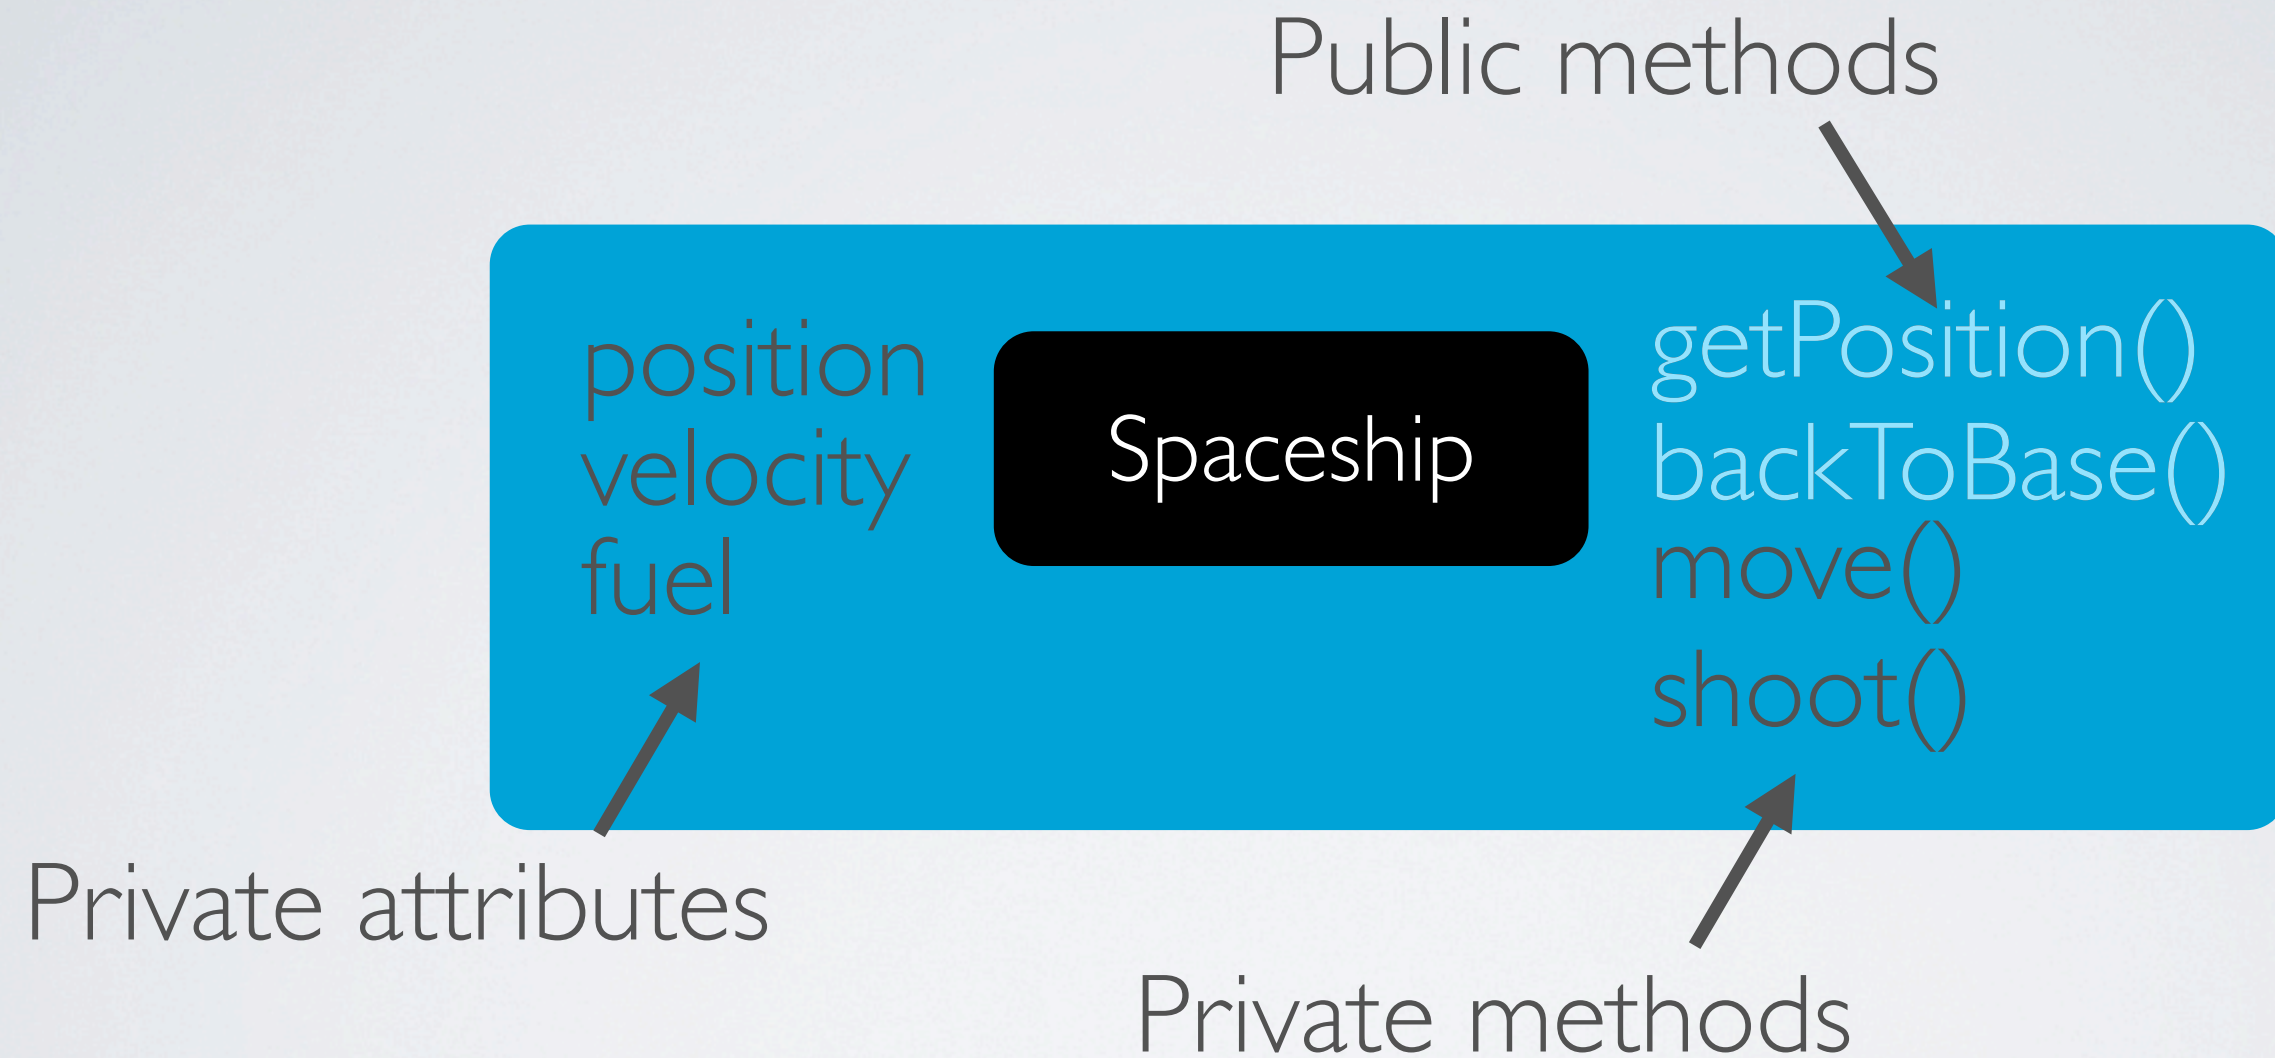 Public methods
position
velocity
fuel
Spaceship
getPosition()
backToBase()
move()
shoot()
Private attributes
Private methods